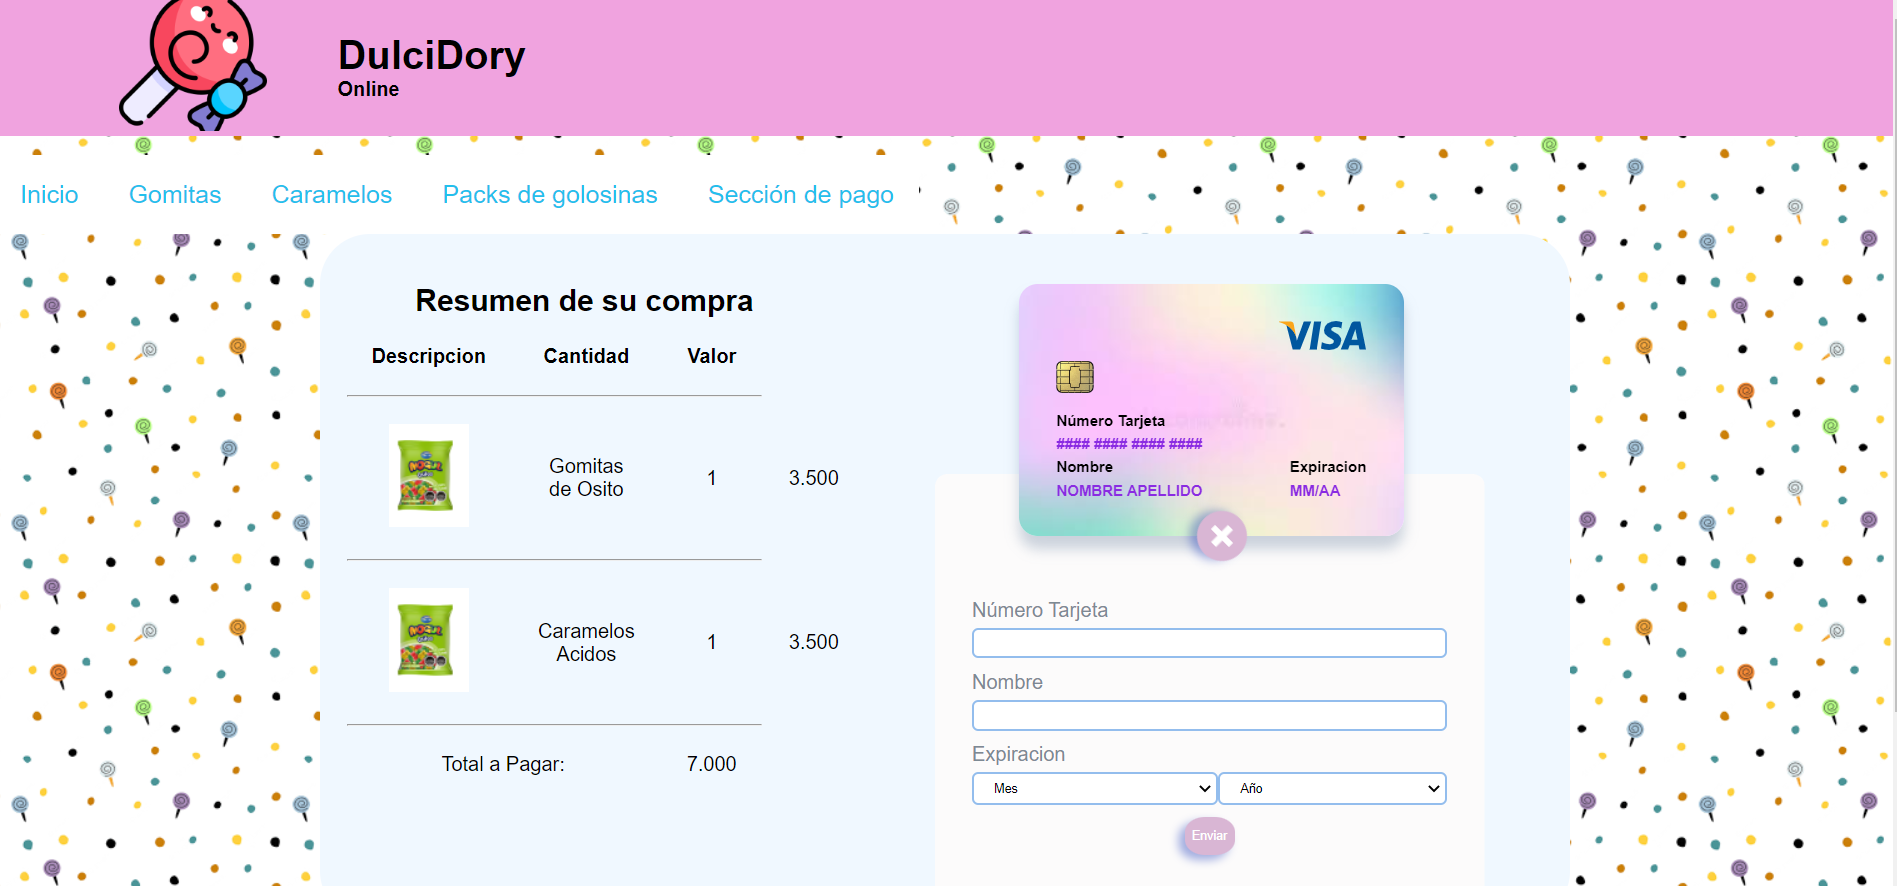 DulciDory
Online
Inicio Gomitas Caramelos Packs de golosinas Sección de pago
Resumen de su compra
Descripcion Cantidad Valor
Gomitas
de Osito
1 3.500
Caramelos
Acidos
1 3.500
Total a Pagar: 7.000
VISA
Número Tarjeta
#### #### #### ####
Nombre Expiracion
NOMBRE APELLIDO MM/AA
Número Tarjeta
Nombre
Expiracion
Mes Año
Enviar